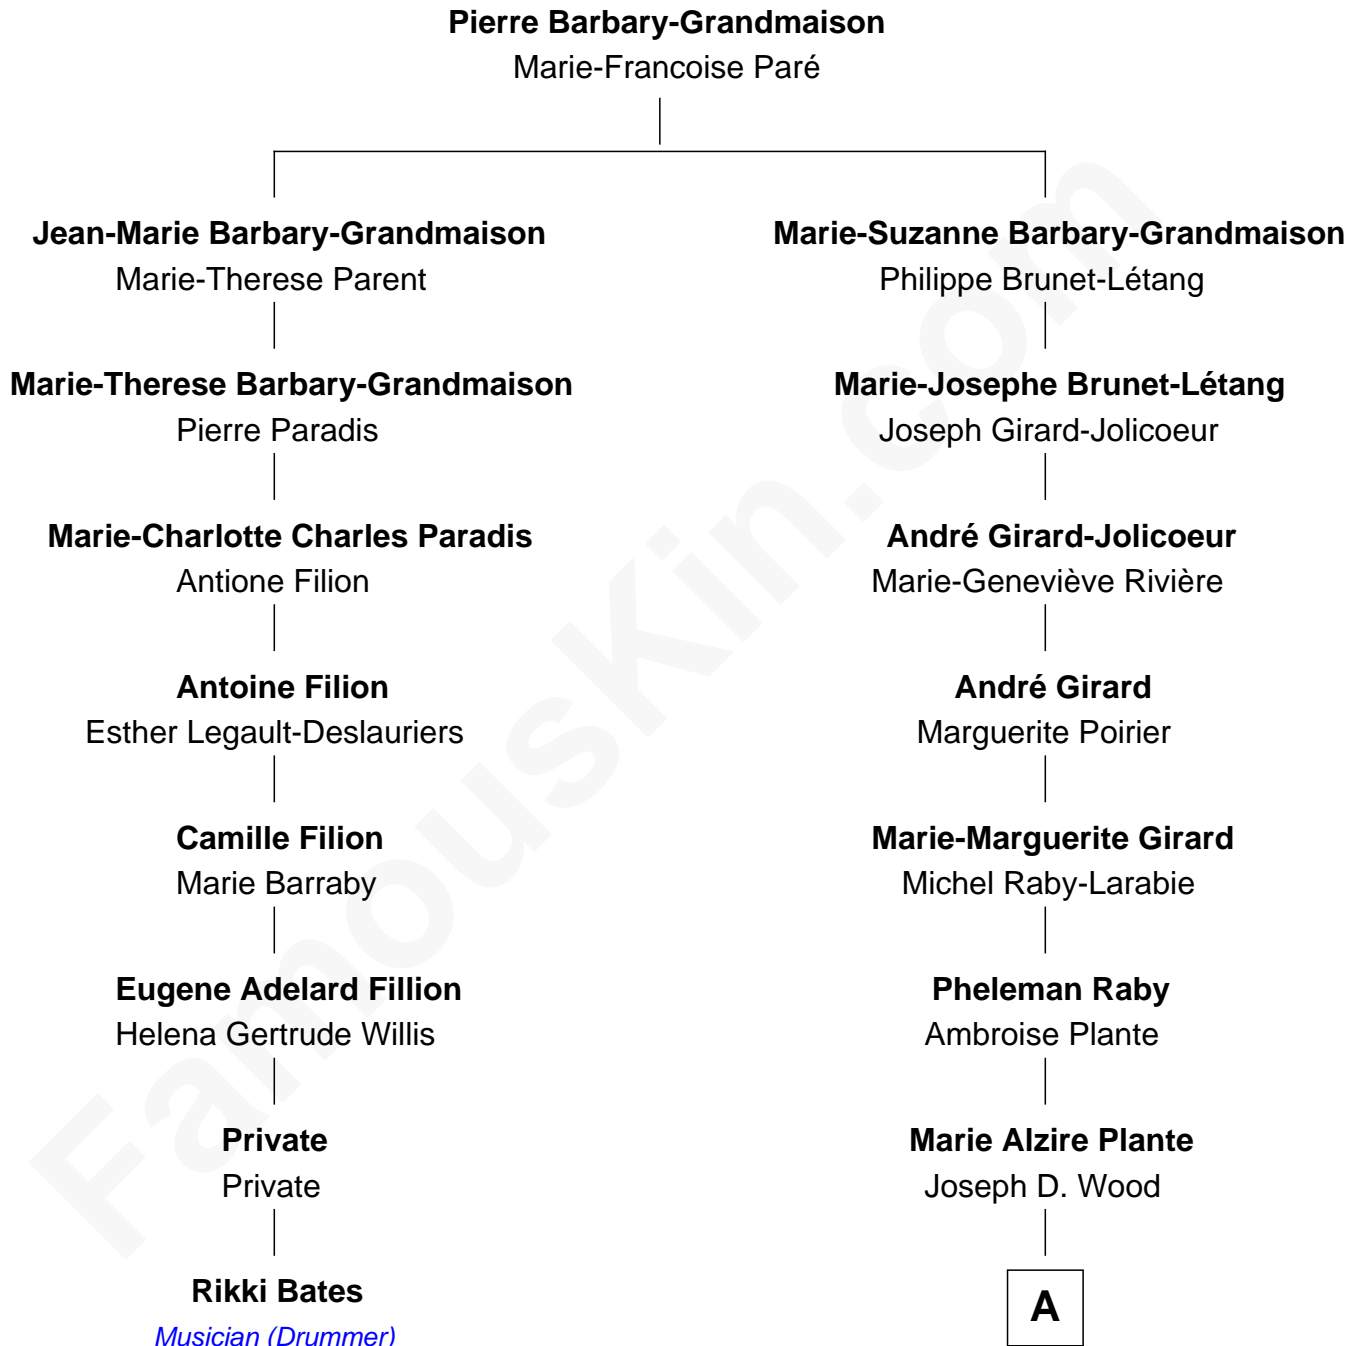 Pierre Barbary-Grandmaison
Marie-Francoise Paré
Jean-Marie Barbary-Grandmaison
Marie-Therese Parent
Marie-Suzanne Barbary-Grandmaison
Philippe Brunet-Létang
Marie-Therese Barbary-Grandmaison
Pierre Paradis
Marie-Josephe Brunet-Létang
Joseph Girard-Jolicoeur
Marie-Charlotte Charles Paradis
Antione Filion
André Girard-Jolicoeur
Marie-Geneviève Rivière
Antoine Filion
Esther Legault-Deslauriers
André Girard
Marguerite Poirier
Camille Filion
Marie Barraby
Marie-Marguerite Girard
Michel Raby-Larabie
Eugene Adelard Fillion
Helena Gertrude Willis
Pheleman Raby
Ambroise Plante
Private
Private
Marie Alzire Plante
Joseph D. Wood
Rikki Bates
Musician (Drummer)
A
FamousKin.com